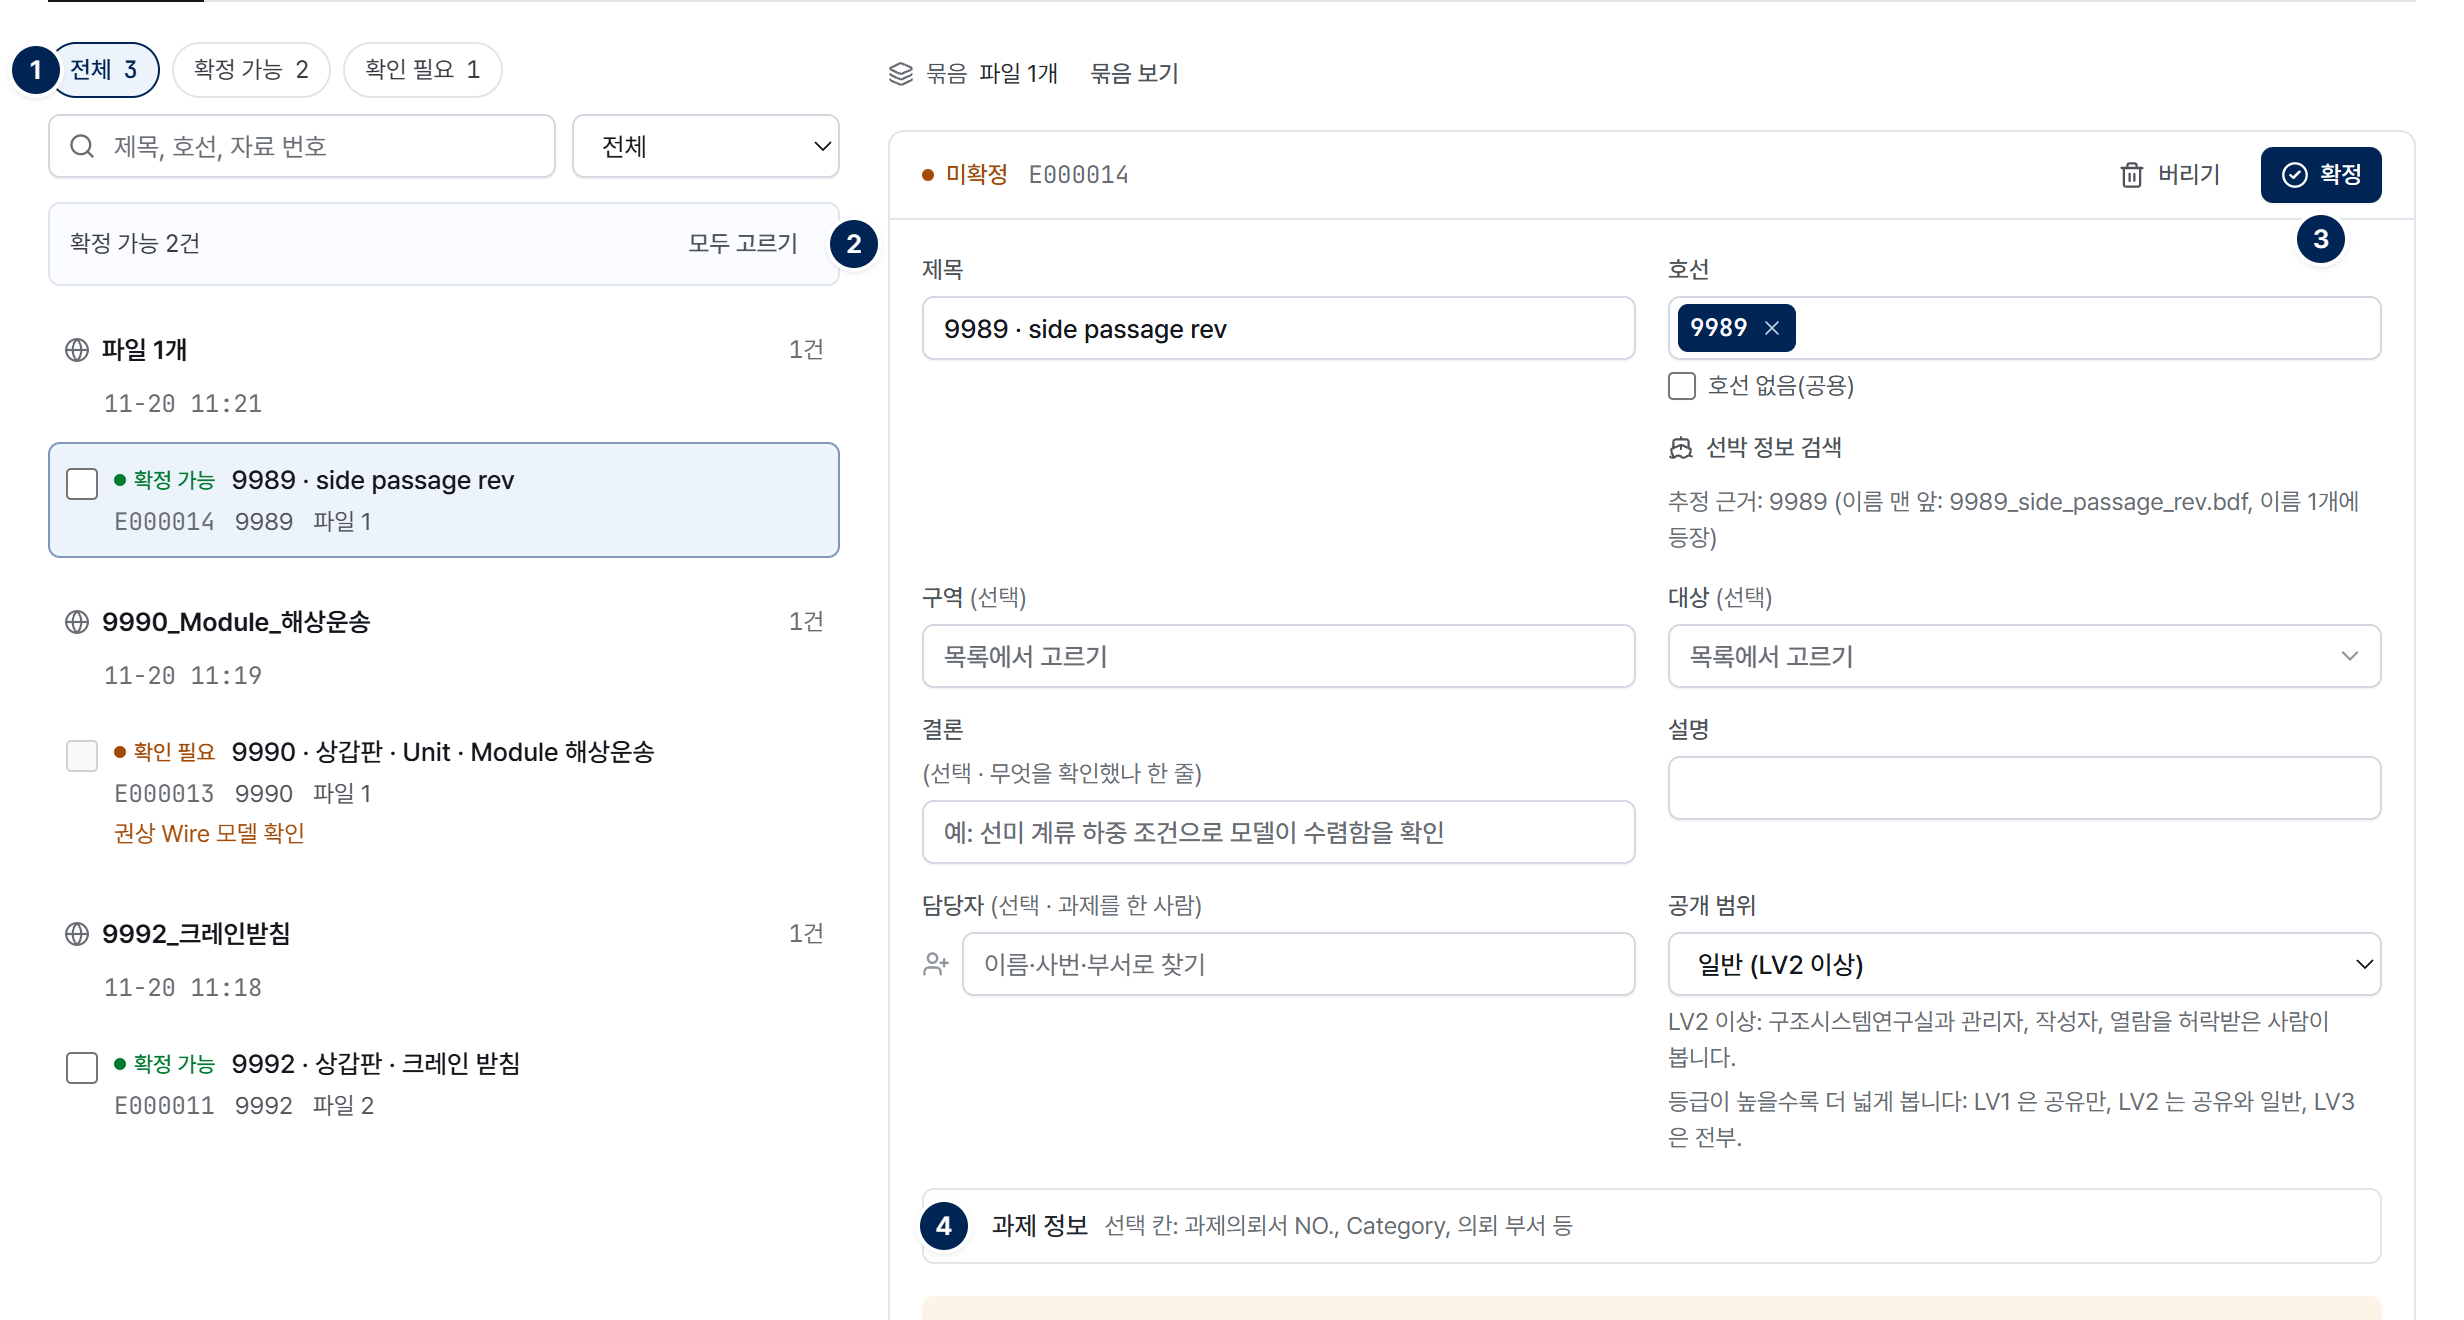 1 전체 3 확정 가능 2 확인 필요 1
제목, 호선, 자료 번호 전체
확정 가능 2건 모두 고르기 2
파일 1개 1건
11-20 11:21
확정 가능 9989 · side passage rev
E000014 9989 파일 1
9990_Module_해상운송 1건
11-20 11:19
확인 필요 9990 · 상갑판 · Unit · Module 해상운송
E000013 9990 파일 1
권상 Wire 모델 확인
9992_크레인받침 1건
11-20 11:18
확정 가능 9992 · 상갑판 · 크레인 받침
E000011 9992 파일 2
묶음 파일 1개 묶음 보기
미확정 E000014 버리기 확정
3
제목
9989 · side passage rev
호선
9989
호선 없음(공용)
선박 정보 검색
추정 근거: 9989 (이름 맨 앞: 9989_side_passage_rev.bdf, 이름 1개에
등장)
구역 (선택)
목록에서 고르기
대상 (선택)
목록에서 고르기
결론
(선택 · 무엇을 확인했나 한 줄)
예: 선미 계류 하중 조건으로 모델이 수렴함을 확인
설명
담당자 (선택 · 과제를 한 사람)
이름·사번·부서로 찾기
공개 범위
일반 (LV2 이상)
LV2 이상: 구조시스템연구실과 관리자, 작성자, 열람을 허락받은 사람이
봅니다.
등급이 높을수록 더 넓게 봅니다: LV1 은 공유만, LV2 는 공유와 일반, LV3
은 전부.
4 과제 정보 선택 칸: 과제의뢰서 NO., Category, 의뢰 부서 등